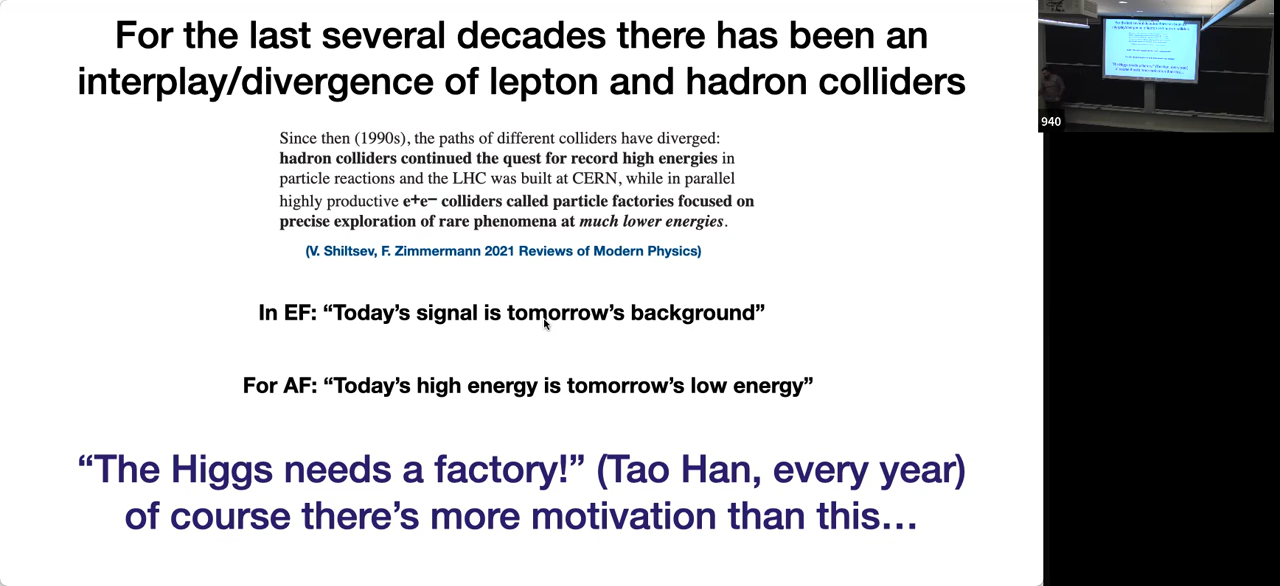 For the last several decades there has been an
interplay/divergence of lepton and hadron colliders
Since then (1990s), the paths of different colliders have diverged:
hadron colliders continued the quest for record high energies in
particle reactions and the LHC was built at CERN, while in parallel
highly productive e+e− colliders called particle factories focused on
precise exploration of rare phenomena at much lower energies.
(V. Shiltsev, F. Zimmermann 2021 Reviews of Modern Physics)
In EF: “Today’s signal is tomorrow’s background”
For AF: “Today’s high energy is tomorrow’s low energy”
“The Higgs needs a factory!” (Tao Han, every year)
of course there’s more motivation than this…
940